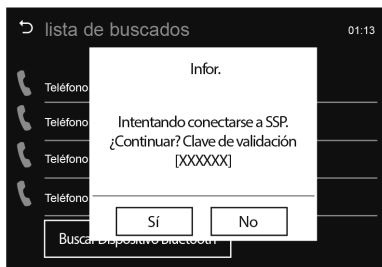 lista de buscados
01:13
Infor.
Teléfono
Teléfono
Teléfono
Teléfono
Intentando conectarse a SSP.
¿Continuar? Clave de validación
[XXXXXX]
Sí
No
Buscar Dispositivo Bluetooth